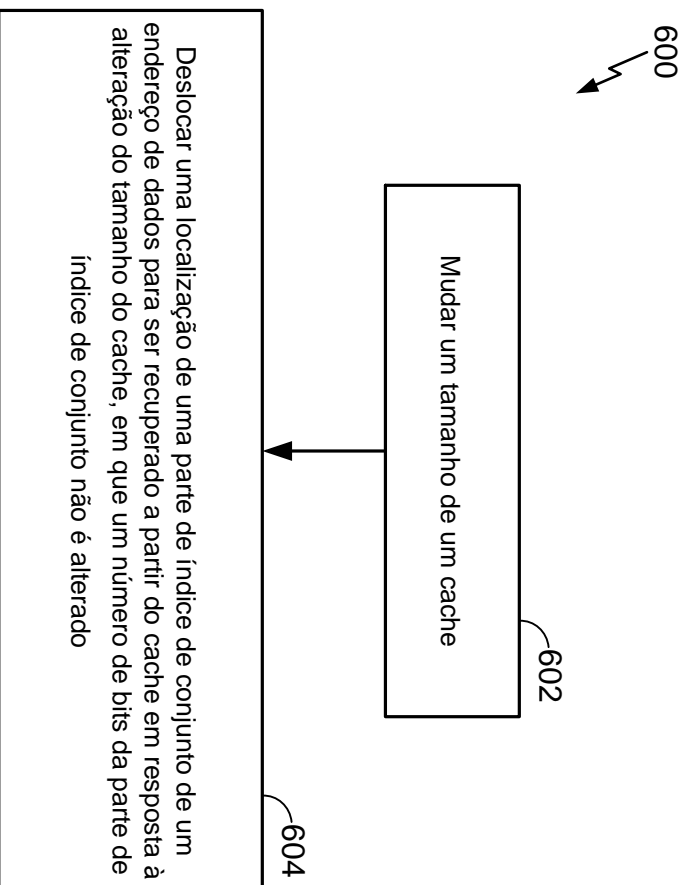 600
Mudar um tamanho de um cache
602
Deslocar uma localização de uma parte de índice de conjunto de um
endereço de dados para ser recuperado a partir do cache em resposta à
alteração do tamanho do cache, em que um número de bits da parte de
índice de conjunto não é alterado
604